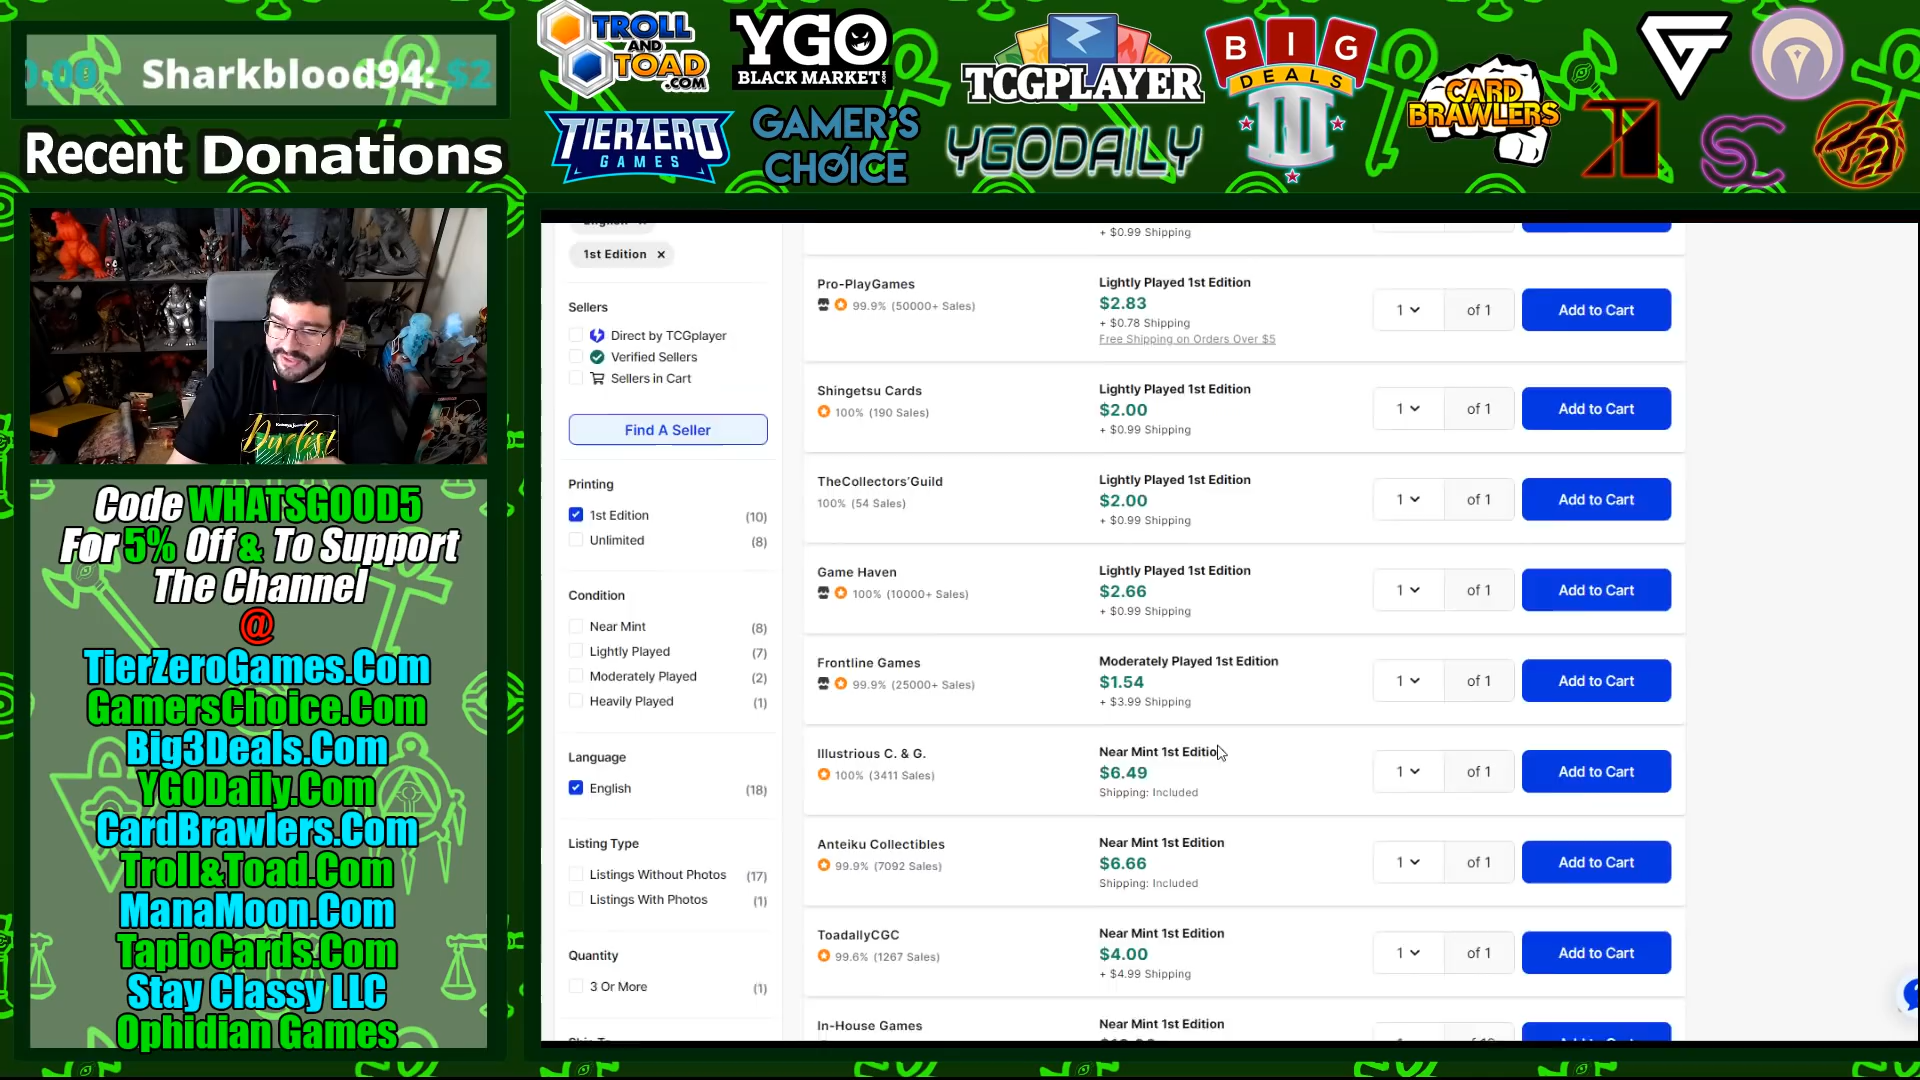 Sharkblood94: $2
Recent Donations
TROLL
AND
TOAD
.COM
YGO
BLACK MARKET
.COM
TCGPLAYER
BIG
DEALS
III
CARD
BRAWLERS
TIERZERO
GAMES
GAMER'S
CHOICE
YGODAILY
SC
Duelist
Code WHATSGOOD5
For 5% Off & To Support
The Channel
@
TierZeroGames.Com
GamersChoice.Com
Big3Deals.Com
YGODaily.Com
CardBrawlers.Com
Troll&Toad.Com
ManaMoon.Com
TapioCards.Com
Stay Classy LLC
Ophidian Games
1st Edition ×
Sellers
Direct by TCGplayer
Verified Sellers
Sellers in Cart
Find A Seller
Printing
1st Edition (10)
Unlimited (8)
Condition
Near Mint (8)
Lightly Played (7)
Moderately Played (2)
Heavily Played (1)
Language
English (18)
Listing Type
Listings Without Photos (17)
Listings With Photos (1)
Quantity
3 Or More (1)
+ $0.99 Shipping
Pro-PlayGames
99.9% (50000+ Sales)
Lightly Played 1st Edition
$2.83
+ $0.78 Shipping
Free Shipping on Orders Over $5
1 of 1 Add to Cart
Shingetsu Cards
100% (190 Sales)
Lightly Played 1st Edition
$2.00
+ $0.99 Shipping
1 of 1 Add to Cart
TheCollectors'Guild
100% (54 Sales)
Lightly Played 1st Edition
$2.00
+ $0.99 Shipping
1 of 1 Add to Cart
Game Haven
100% (10000+ Sales)
Lightly Played 1st Edition
$2.66
+ $0.99 Shipping
1 of 1 Add to Cart
Frontline Games
99.9% (25000+ Sales)
Moderately Played 1st Edition
$1.54
+ $3.99 Shipping
1 of 1 Add to Cart
Illustrious C. & G.
100% (3411 Sales)
Near Mint 1st Edition
$6.49
Shipping: Included
1 of 1 Add to Cart
Anteiku Collectibles
99.9% (7092 Sales)
Near Mint 1st Edition
$6.66
Shipping: Included
1 of 1 Add to Cart
ToadallyCGC
99.6% (1267 Sales)
Near Mint 1st Edition
$4.00
+ $4.99 Shipping
1 of 1 Add to Cart
In-House Games
Near Mint 1st Edition